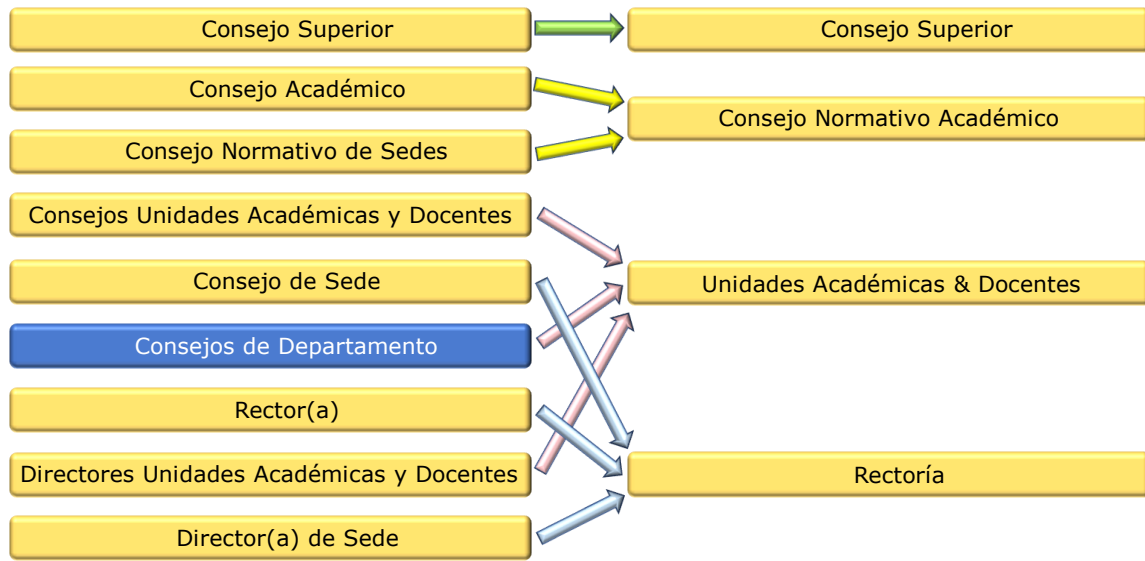 Consejo Superior
Consejo Académico
Consejo Normativo de Sedes
Consejos Unidades Académicas y Docentes
Consejo de Sede
Consejos de Departamento
Rector(a)
Directores Unidades Académicas y Docentes
Director(a) de Sede
Consejo Superior
Consejo Normativo Académico
Unidades Académicas & Docentes
Rectoría